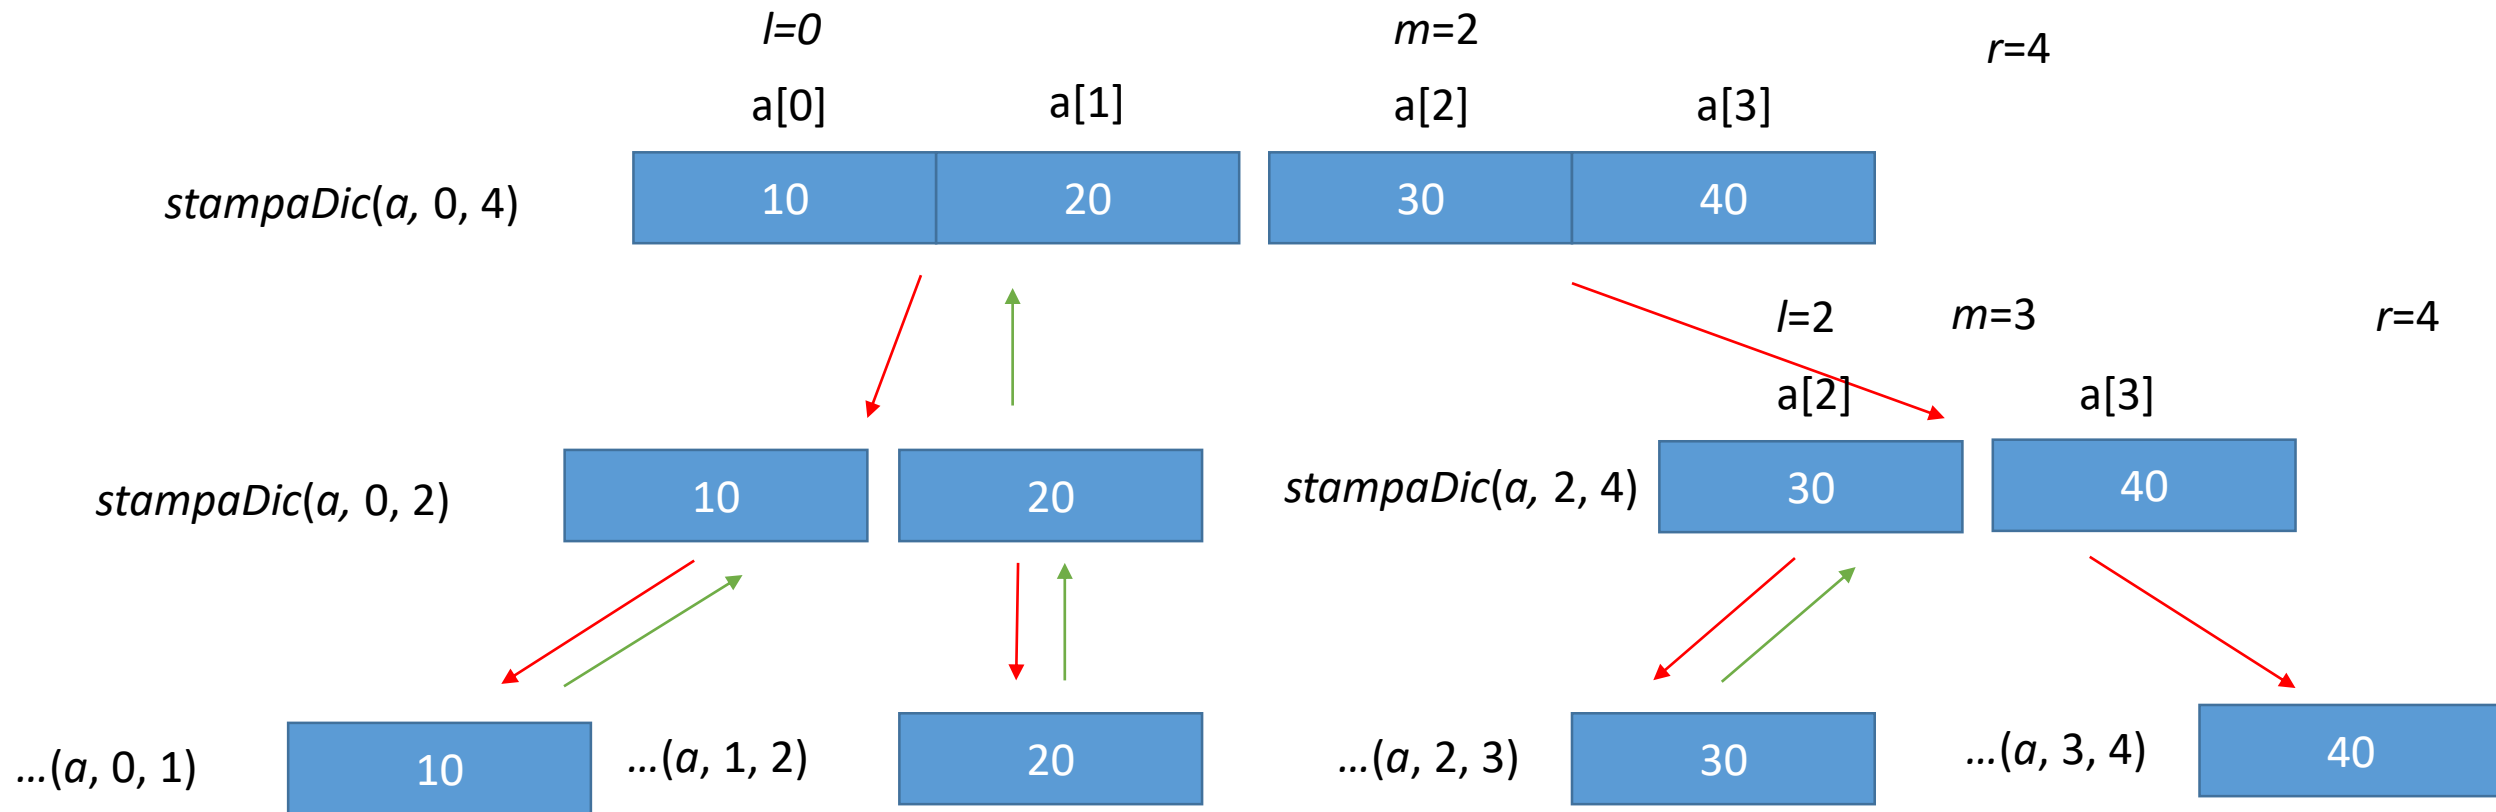 l=0 m=2 r=4
a[0] a[1] a[2] a[3]
stampaDic(a, 0, 4) 10 20 30 40
l=2 m=3 r=4
a[2] a[3]
stampaDic(a, 0, 2) 10 20 stampaDic(a, 2, 4) 30 40
...(a, 0, 1) 10 ...(a, 1, 2) 20 ...(a, 2, 3) 30 ...(a, 3, 4) 40